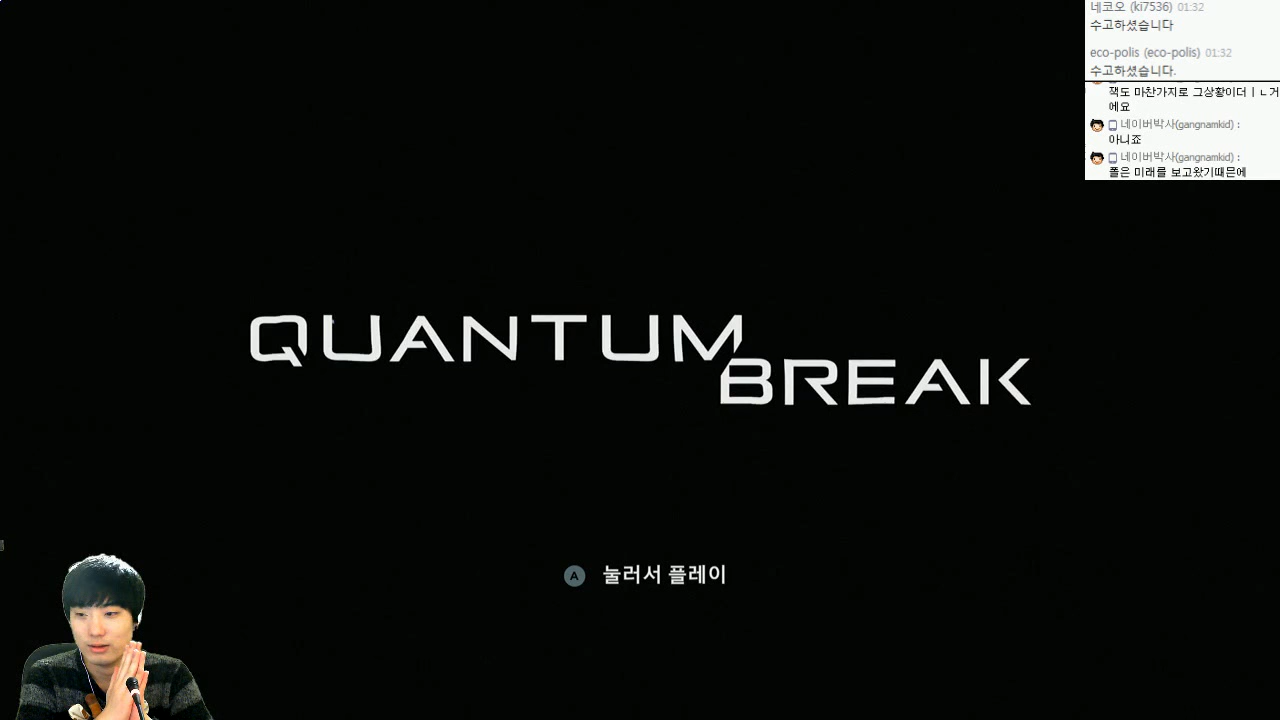 네코오 (ki7536) 01:32
수고하셨습니다
eco-polis (eco-polis) 01:32
수고하셨습니다.
잭도 마찬가지로 그상황이더ㅣㄴ거
에요
네이버박사(gangnamkid) :
아니죠
네이버박사(gangnamkid) :
폴은 미래를 보고왔기때문에
QUANTUM
BREAK
A 눌러서 플레이